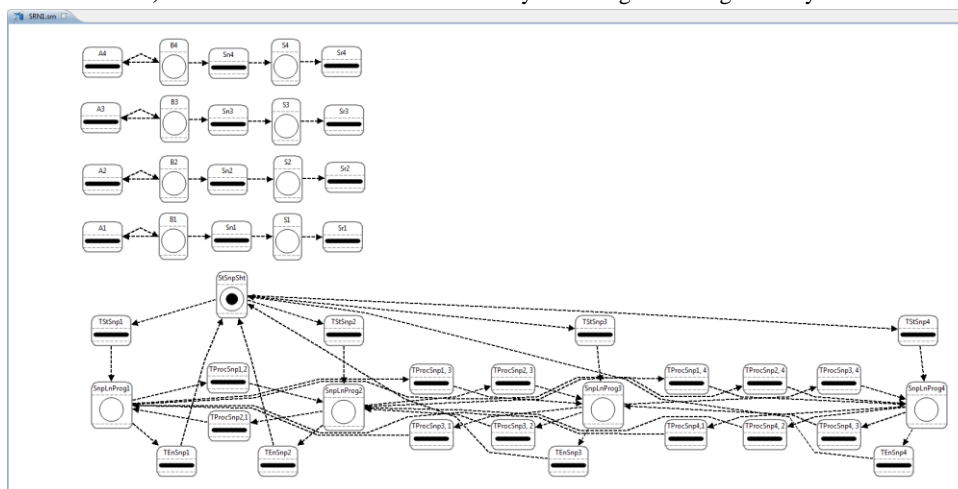 SRN1.srn
A4 B4 Sn4 S4 Sr4
A3 B3 Sn3 S3 Sr3
A2 B2 Sn2 S2 Sr2
A1 B1 Sn1 S1 Sr1
StSnpSht
TStSnp1 TStSnp2 TStSnp3 TStSnp4
TProcSnp1,2 TProcSnp1, 3 TProcSnp2, 3 TProcSnp1, 4 TProcSnp2, 4 TProcSnp3, 4
SnpLnProg1 SnpLnProg2 SnpLnProg3 SnpLnProg4
TProcSnp2,1 TProcSnp3, 1 TProcSnp3, 2 TProcSnp4,1 TProcSnp4, 2 TProcSnp4, 3
TEnSnp1 TEnSnp2 TEnSnp3 TEnSnp4